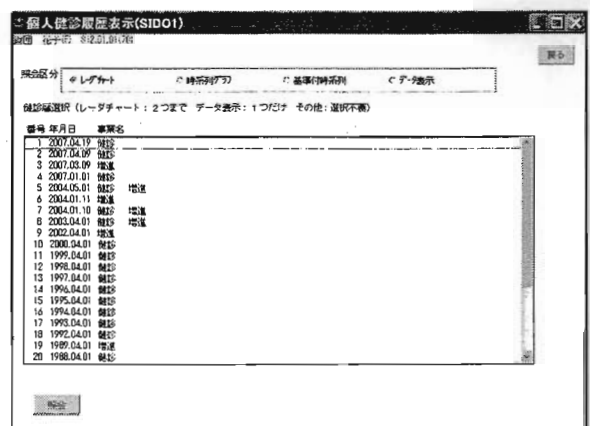 個人健診履歴表示(SID01)
花子 S12.01.01(70)
戻る
照会区分
レーダチャート 時系列グラフ 基準付時系列 データ表示
健診歴選択（レーダチャート：2つまで データ表示：1つだけ その他：選択不要）
番号 年月日 事業名
1 2007.04.19 健診
2 2007.04.09 健診
3 2007.03.09 増進
4 2007.01.01 健診
5 2004.05.01 健診 増進
6 2004.01.11 増進
7 2004.01.10 健診 増進
8 2003.04.01 健診 増進
9 2002.04.01 増進
10 2000.04.01 健診
11 1999.04.01 健診
12 1998.04.01 健診
13 1997.04.01 健診
14 1996.04.01 健診
15 1995.04.01 健診
16 1994.04.01 健診
17 1993.04.01 健診
18 1992.04.01 健診
19 1989.04.01 増進
20 1988.04.01 健診
照会